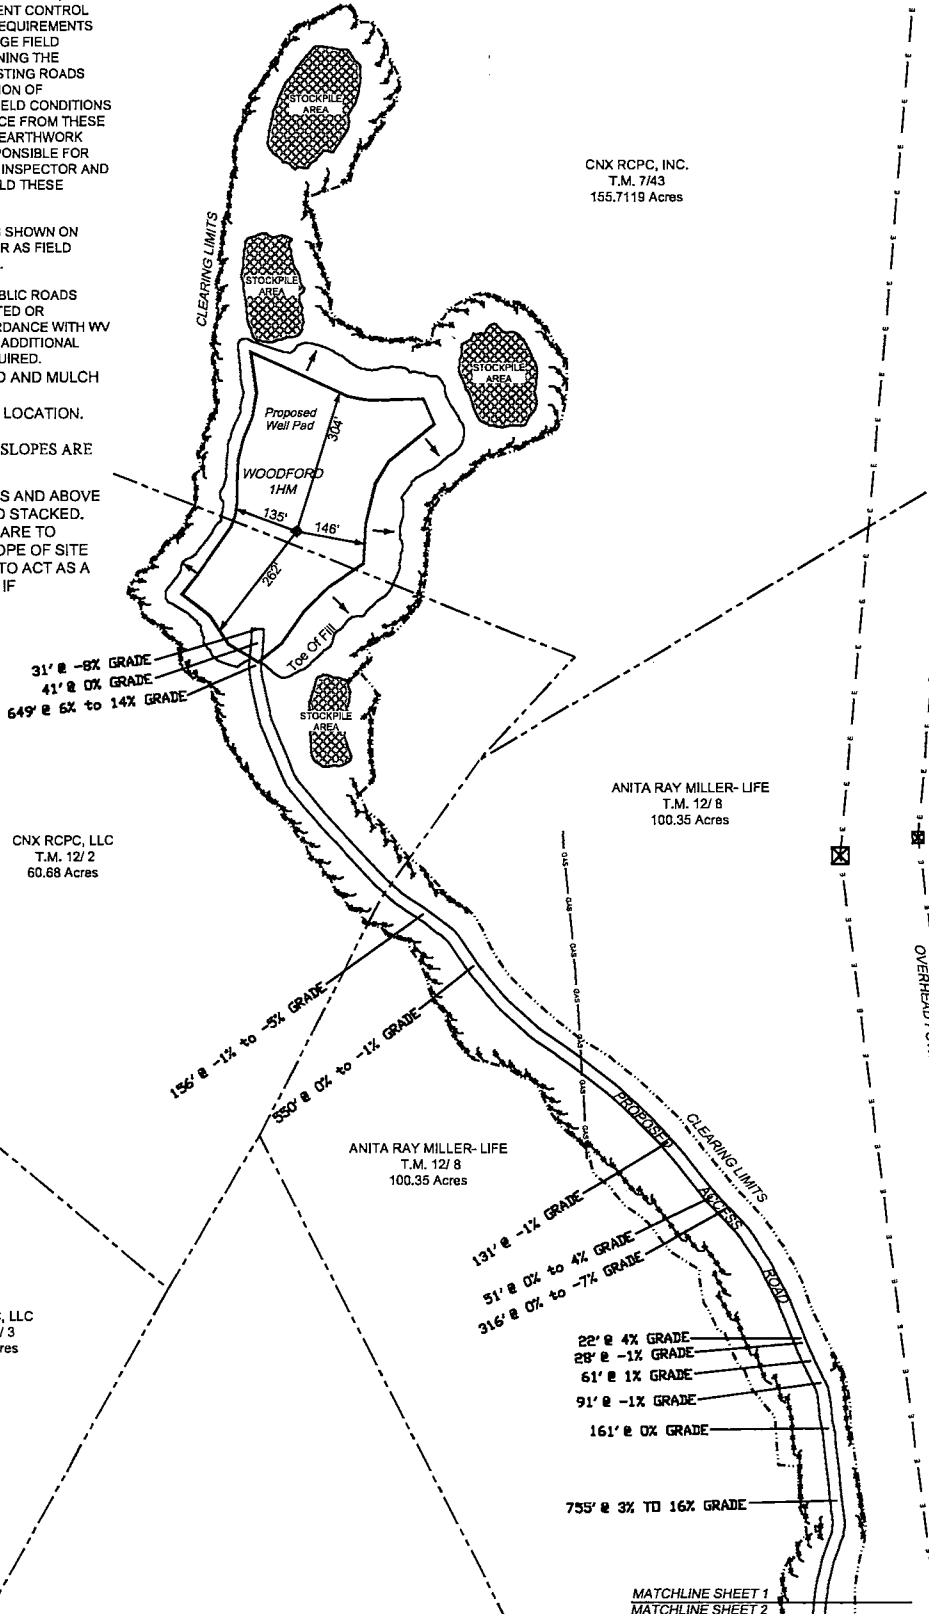 ENT CONTROL
EQUIREMENTS
GE FIELD
NING THE
STING ROADS
ION OF
ELD CONDITIONS
CE FROM THESE
EARTHWORK
PONSIBLE FOR
INSPECTOR AND
LD THESE
SHOWN ON
R AS FIELD
BLIC ROADS
TED OR
RDANCE WITH WV
ADDITIONAL
UIRED.
D AND MULCH
LOCATION.
SLOPES ARE
S AND ABOVE
D STACKED.
ARE TO
OPE OF SITE
TO ACT AS A
IF
STOCKPILE
AREA
CNX RCPC, INC.
T.M. 7/43
155.7119 Acres
CLEARING LIMITS
STOCKPILE
AREA
STOCKPILE
AREA
Proposed
Well Pad
304'
WOODFORD
1HM
135'
146'
262'
Toe Of Fill
31' @ -8% GRADE
41' @ 0% GRADE
649' @ 6% to 14% GRADE
STOCKPILE
AREA
ANITA RAY MILLER- LIFE
T.M. 12/ 8
100.35 Acres
CNX RCPC, LLC
T.M. 12/ 2
60.68 Acres
GAS
GAS
GAS
GAS
GAS
GAS
GAS
OVERHEAD
156' @ -1% to -5% GRADE
550' @ 0% to -1% GRADE
PROPOSED
CLEARING LIMITS
ANITA RAY MILLER- LIFE
T.M. 12/ 8
100.35 Acres
ACCESS
131' @ -1% GRADE
51' @ 0% to 4% GRADE
316' @ 0% to -7% GRADE
ROAD
, LLC
/ 3
res
22' @ 4% GRADE
28' @ -1% GRADE
61' @ 1% GRADE
91' @ -1% GRADE
161' @ 0% GRADE
755' @ 3% TO 16% GRADE
MATCHLINE SHEET 1
MATCHLINE SHEET 2